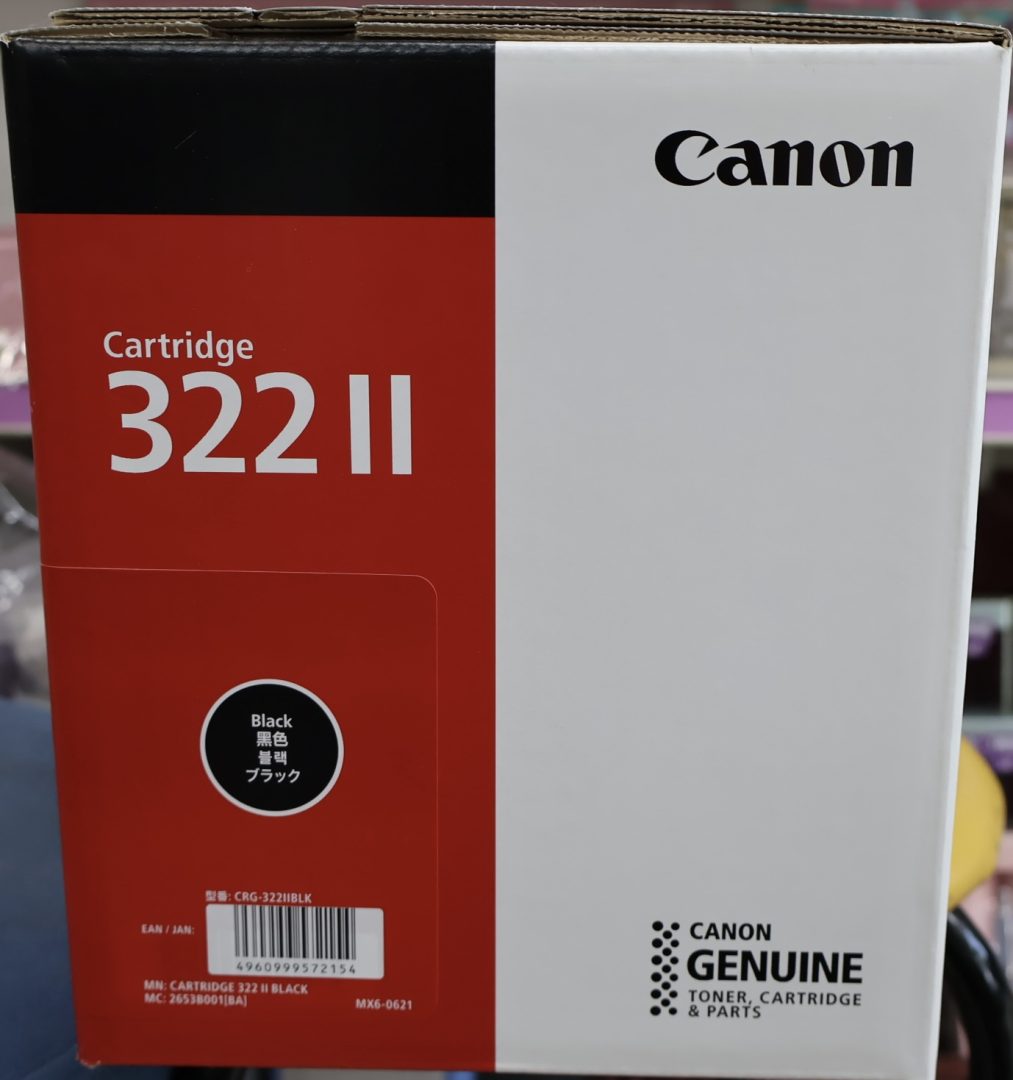 Canon
Cartridge
322 II
Black
黑色
블랙
ブラック
型番: CRG-322IIBLK
EAN / JAN:
4960999572154
MN: CARTRIDGE 322 II BLACK
MC: 2653B001[BA]
MX6-0621
CANON
GENUINE
TONER, CARTRIDGE
& PARTS